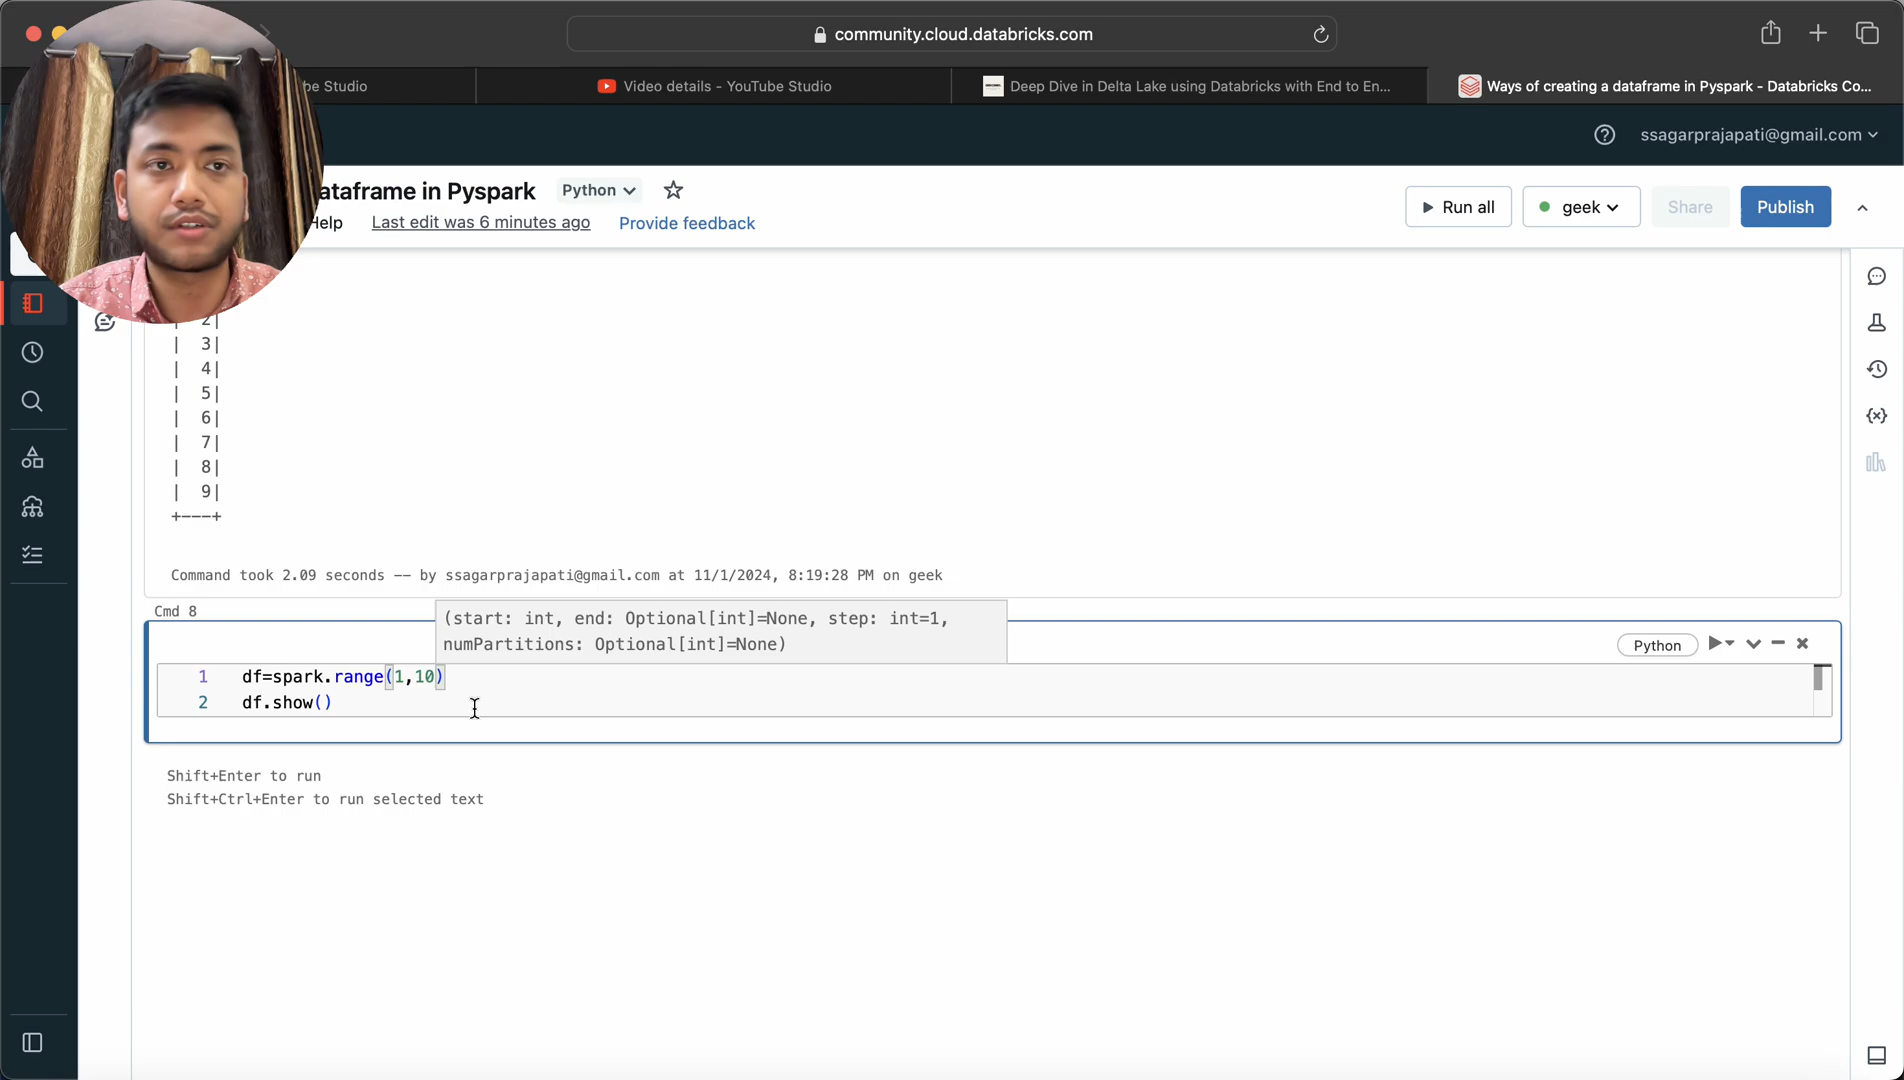 community.cloud.databricks.com
be Studio
Video details - YouTube Studio
Deep Dive in Delta Lake using Databricks with End to En...
Ways of creating a dataframe in Pyspark - Databricks Co...
ssagarprajapati@gmail.com
ataframe in Pyspark
Python
Help
Last edit was 6 minutes ago
Provide feedback
Run all
geek
Share
Publish
| 2|
| 3|
| 4|
| 5|
| 6|
| 7|
| 8|
| 9|
+---+
Command took 2.09 seconds -- by ssagarprajapati@gmail.com at 11/1/2024, 8:19:28 PM on geek
Cmd 8
(start: int, end: Optional[int]=None, step: int=1,
numPartitions: Optional[int]=None)
Python
1 df=spark.range(1,10)
2 df.show()
Shift+Enter to run
Shift+Ctrl+Enter to run selected text